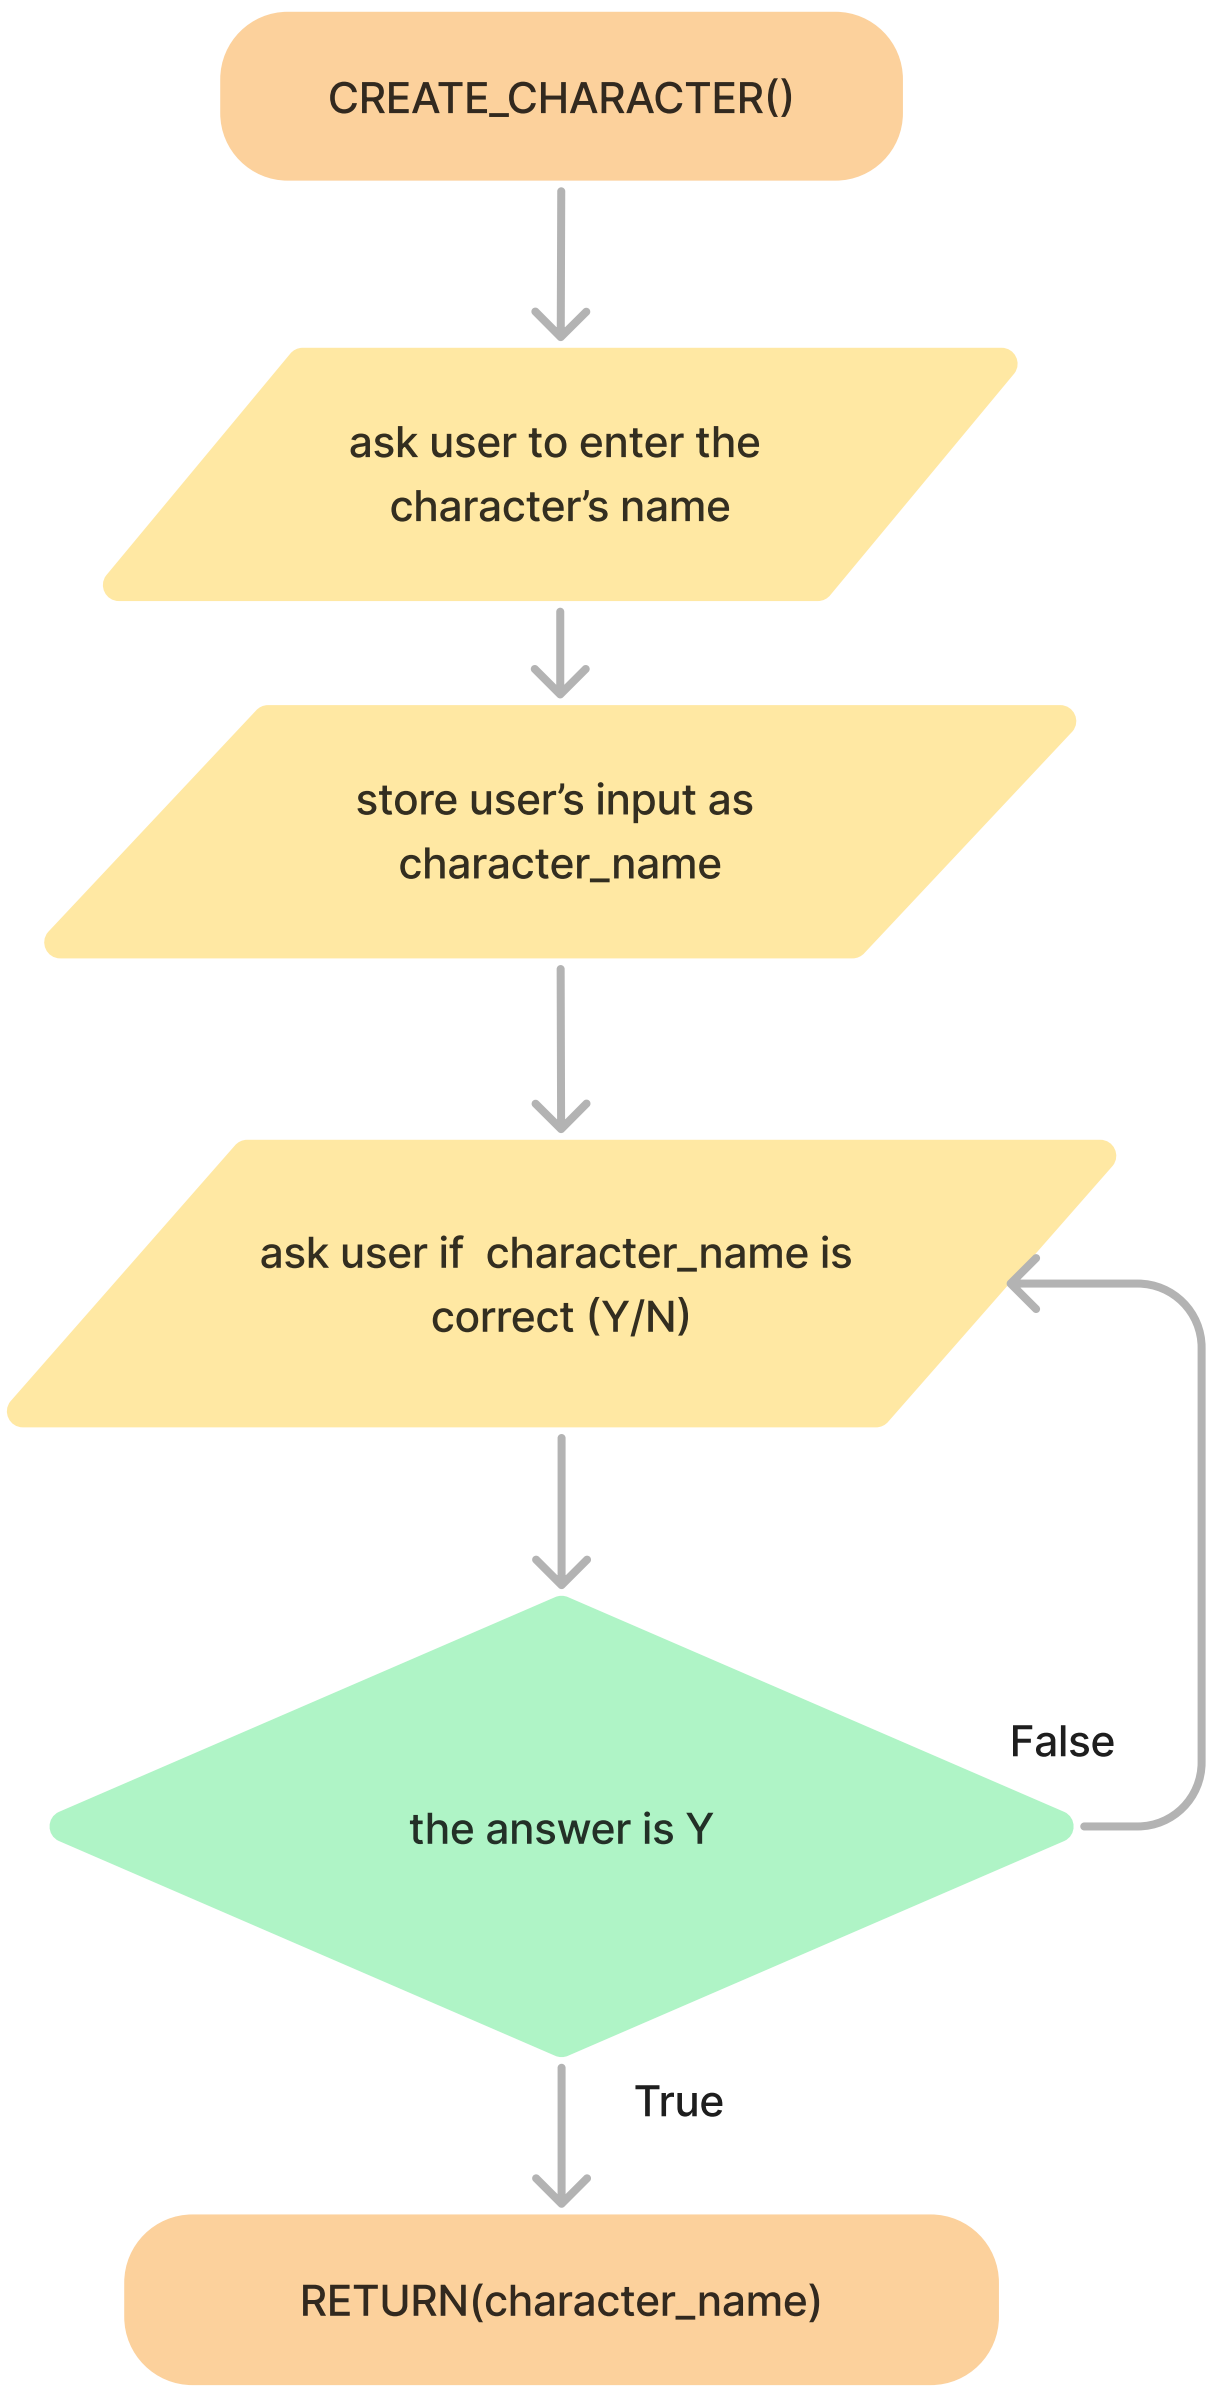 CREATE_CHARACTER()
ask user to enter the
character’s name
store user’s input as
character_name
ask user if  character_name is
correct (Y/N)
False
the answer is Y
True
RETURN(character_name)